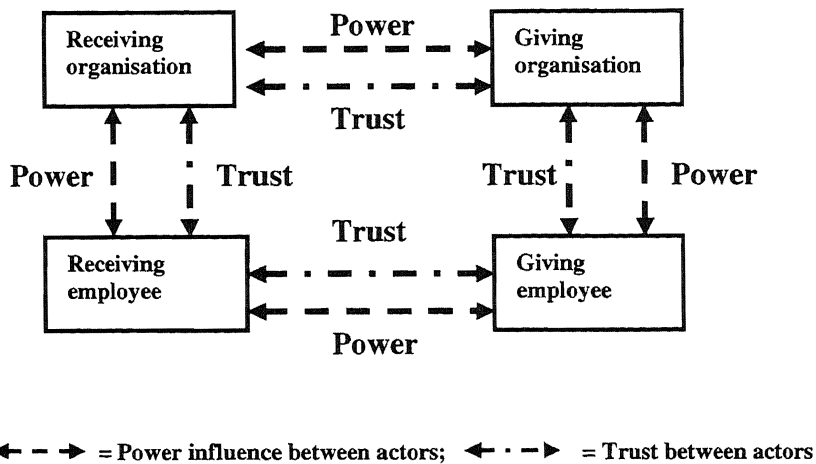 Receiving
organisation
Power
Giving
organisation
Trust
Power
Trust
Trust
Power
Receiving
employee
Trust
Giving
employee
Power
= Power influence between actors; = Trust between actors